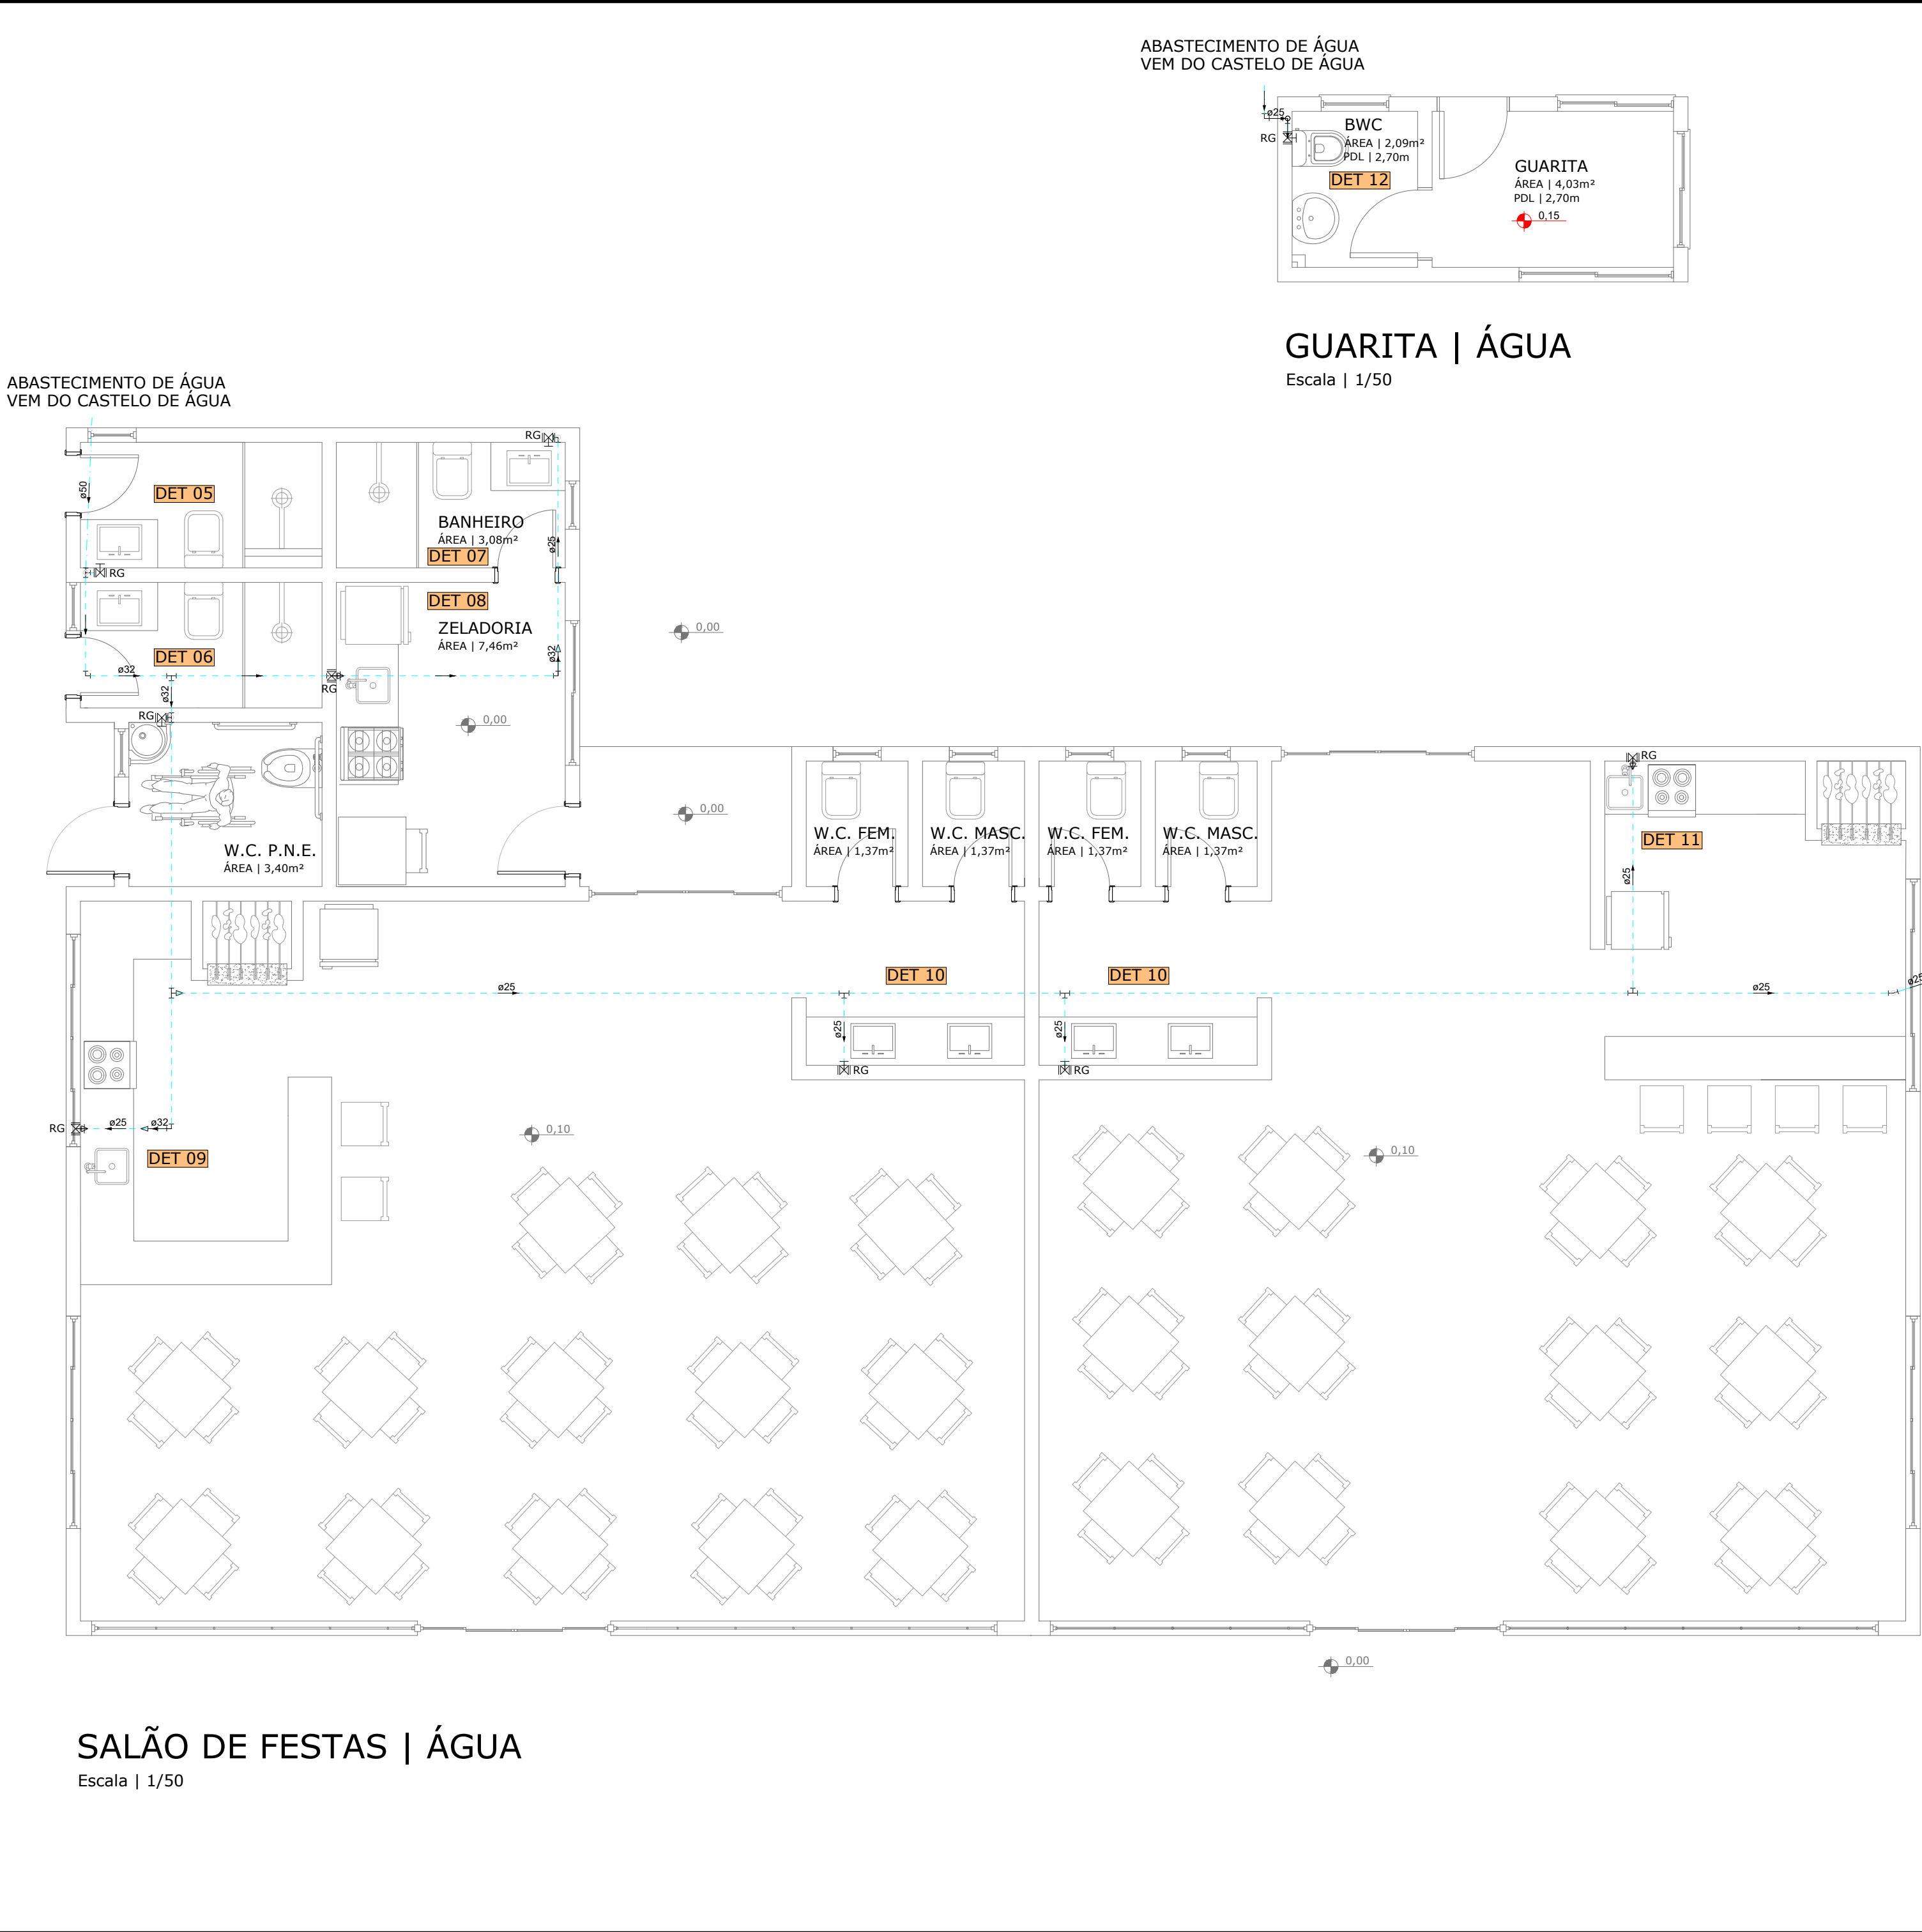 ABASTECIMENTO DE ÁGUA
VEM DO CASTELO DE ÁGUA
ø25
RG
BWC
ÁREA | 2,09m²
PDL | 2,70m
DET 12
GUARITA
ÁREA | 4,03m²
PDL | 2,70m
0,15
GUARITA | ÁGUA
Escala | 1/50
ABASTECIMENTO DE ÁGUA
VEM DO CASTELO DE ÁGUA
RG
ø50
DET 05
BANHEIRO
ÁREA | 3,08m²
DET 07
ø25
RG
DET 08
ZELADORIA
ÁREA | 7,46m²
0,00
DET 06
ø32
ø32
ø32
RG
RG
0,00
0,00
W.C. P.N.E.
ÁREA | 3,40m²
W.C. FEM.
ÁREA | 1,37m²
W.C. MASC.
ÁREA | 1,37m²
W.C. FEM.
ÁREA | 1,37m²
W.C. MASC.
ÁREA | 1,37m²
RG
DET 11
ø25
DET 10
DET 10
ø25
ø25
ø25
ø25
ø25
RG
RG
RG
ø25
ø32
DET 09
0,10
0,10
0,00
SALÃO DE FESTAS | ÁGUA
Escala | 1/50